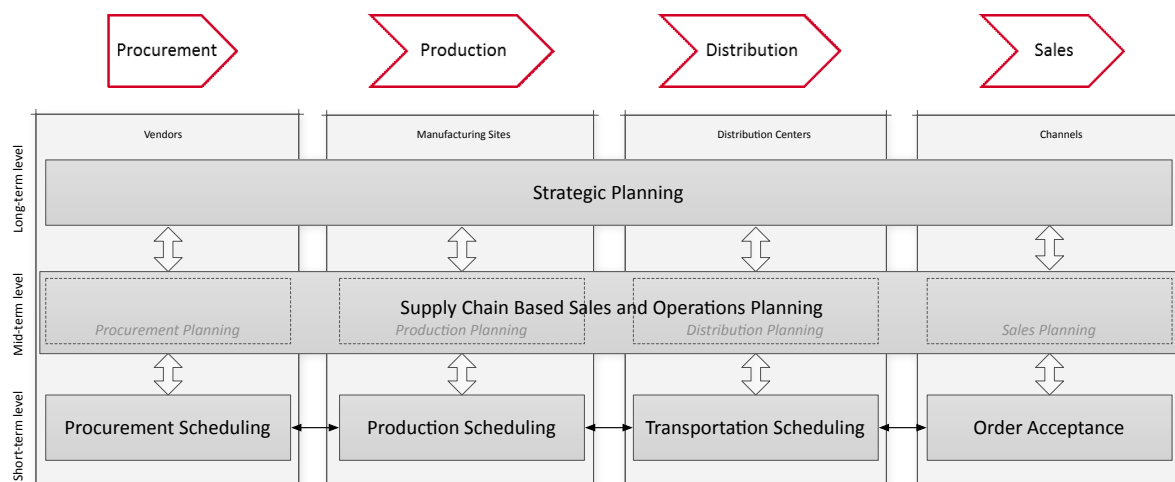 Procurement
Production
Distribution
Sales
Vendors
Manufacturing Sites
Distribution Centers
Channels
Long-term level
Strategic Planning
Mid-term level
Supply Chain Based Sales and Operations Planning
Procurement Planning
Production Planning
Distribution Planning
Sales Planning
Short-term level
Procurement Scheduling
Production Scheduling
Transportation Scheduling
Order Acceptance